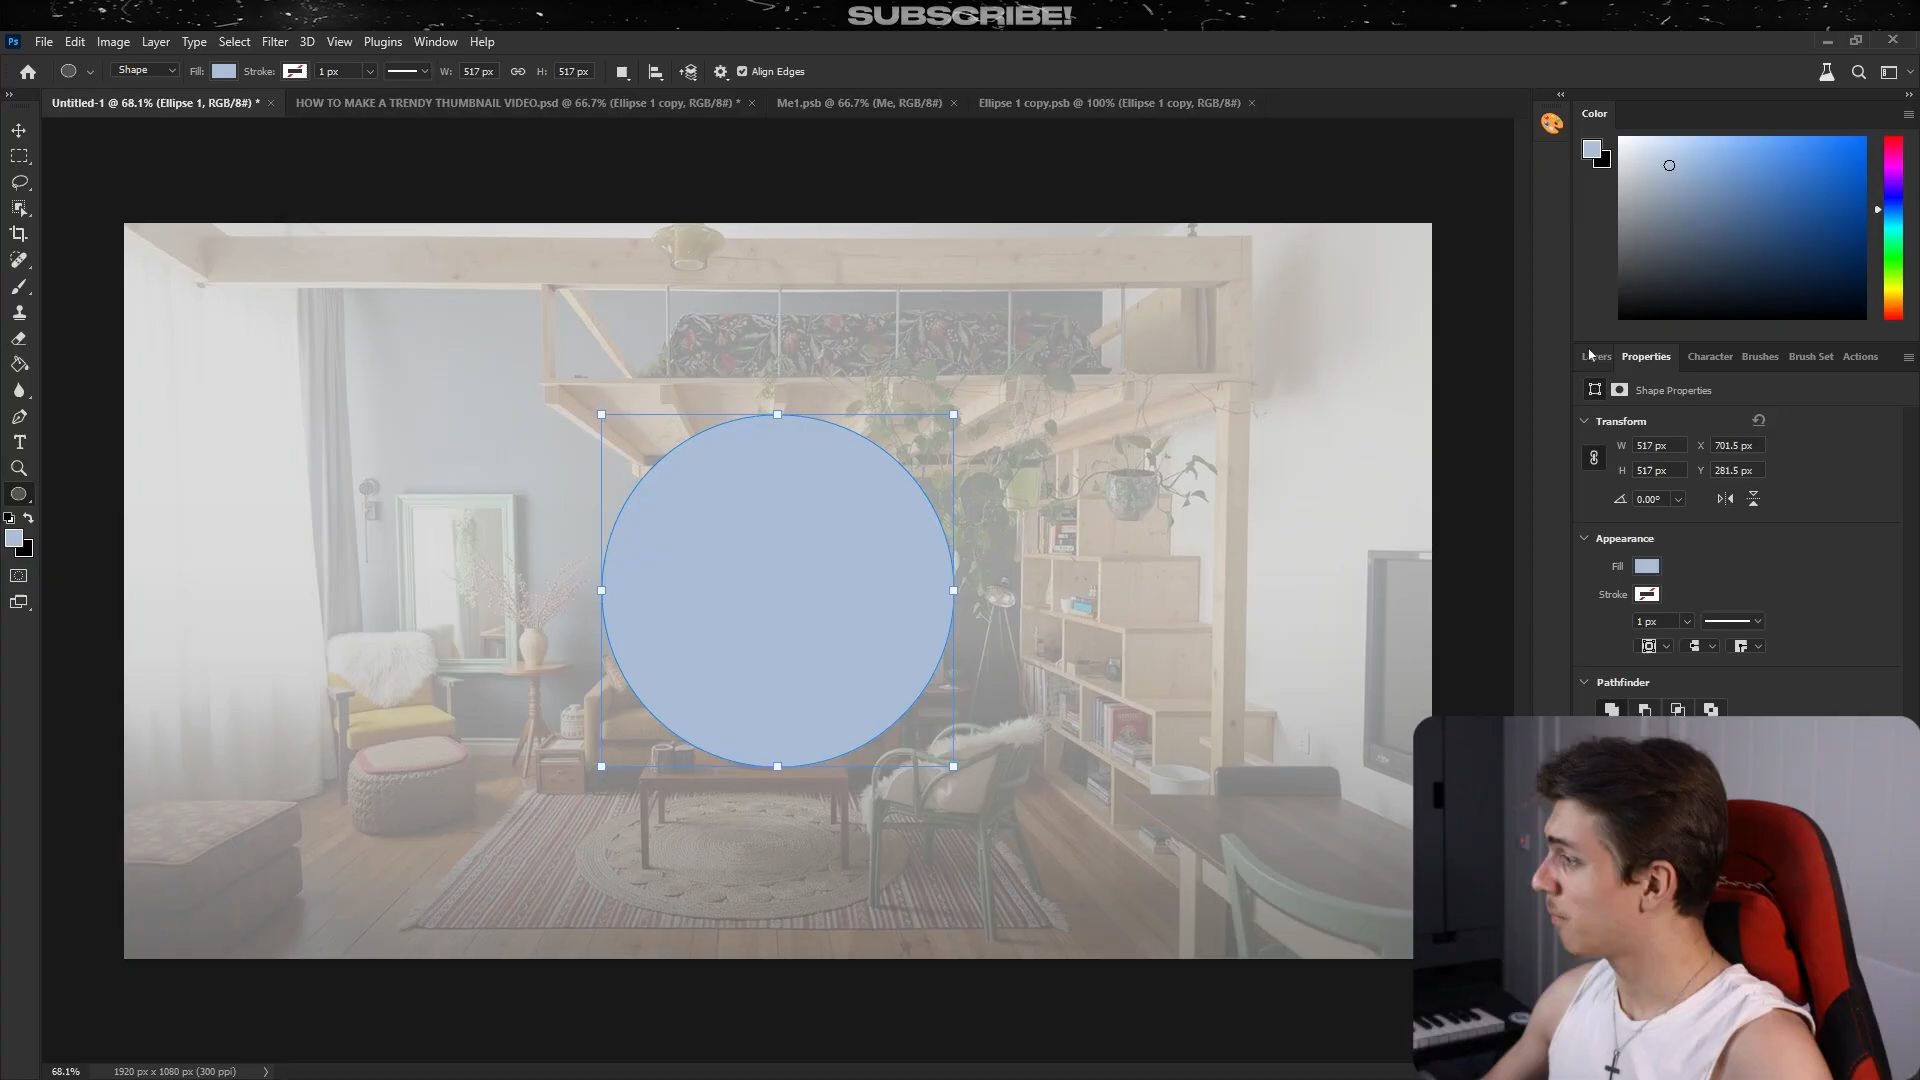 SUBSCRIBE!
Ps File Edit Image Layer Type Select Filter 3D View Plugins Window Help
Shape Fill: Stroke: 1 px W: 517 px H: 517 px Align Edges
Untitled-1 @ 68.1% (Ellipse 1, RGB/8#) * HOW TO MAKE A TRENDY THUMBNAIL VIDEO.psd @ 66.7% (Ellipse 1 copy, RGB/8#) * Me1.psb @ 66.7% (Me, RGB/8#) Ellipse 1 copy.psb @ 100% (Ellipse 1 copy, RGB/8#)
Color
Layers Properties Character Brushes Brush Set Actions
Shape Properties
Transform
W 517 px X 701.5 px
H 517 px Y 281.5 px
0.00°
Appearance
Fill
Stroke
1 px
Pathfinder
68.1% 1920 px x 1080 px (300 ppi)